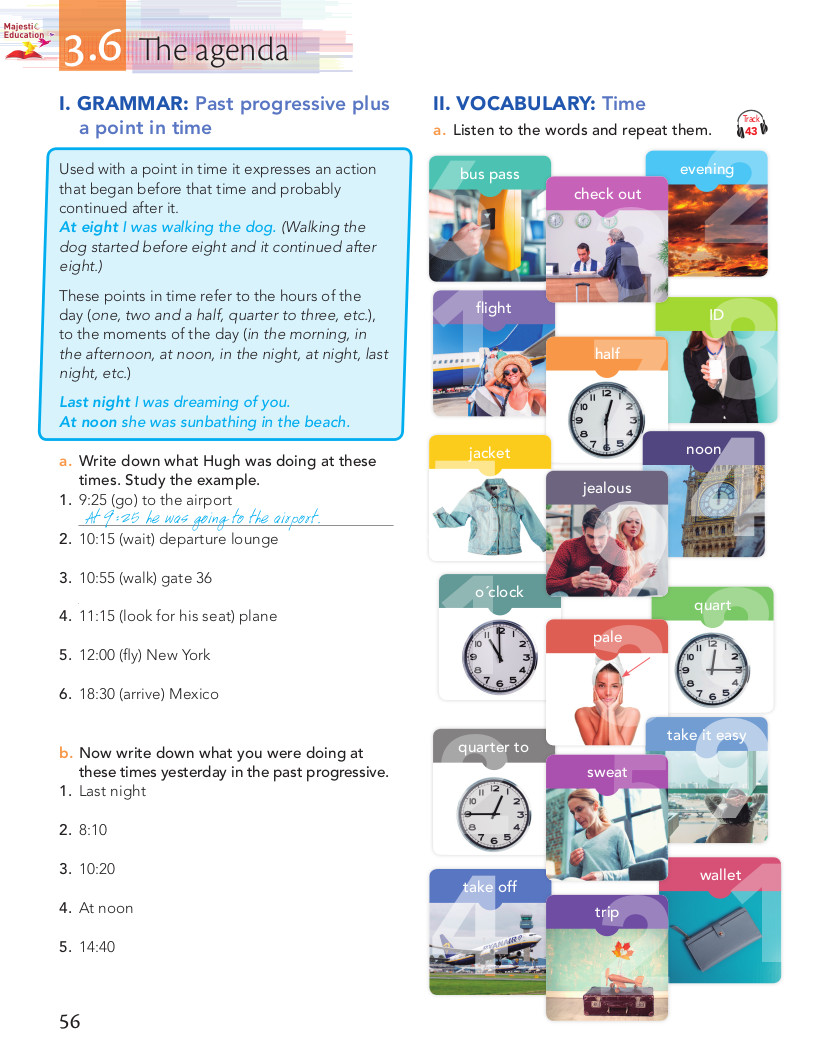 Majestic
Education
3.6 The agenda
I. GRAMMAR: Past progressive plus
a point in time
Used with a point in time it expresses an action
that began before that time and probably
continued after it.
At eight I was walking the dog. (Walking the
dog started before eight and it continued after
eight.)
These points in time refer to the hours of the
day (one, two and a half, quarter to three, etc.),
to the moments of the day (in the morning, in
the afternoon, at noon, in the night, at night, last
night, etc.)
Last night I was dreaming of you.
At noon she was sunbathing in the beach.
a. Write down what Hugh was doing at these
times. Study the example.
1. 9:25 (go) to the airport
At 9:25 he was going to the airport.
2. 10:15 (wait) departure lounge
3. 10:55 (walk) gate 36
4. 11:15 (look for his seat) plane
5. 12:00 (fly) New York
6. 18:30 (arrive) Mexico
b. Now write down what you were doing at
these times yesterday in the past progressive.
1. Last night
2. 8:10
3. 10:20
4. At noon
5. 14:40
56
II. VOCABULARY: Time
a. Listen to the words and repeat them.
Track
43
bus pass
check out
evening
flight
half
ID
jacket
jealous
noon
o´clock
pale
quart
quarter to
sweat
take it easy
take off
RYANAIR
trip
wallet